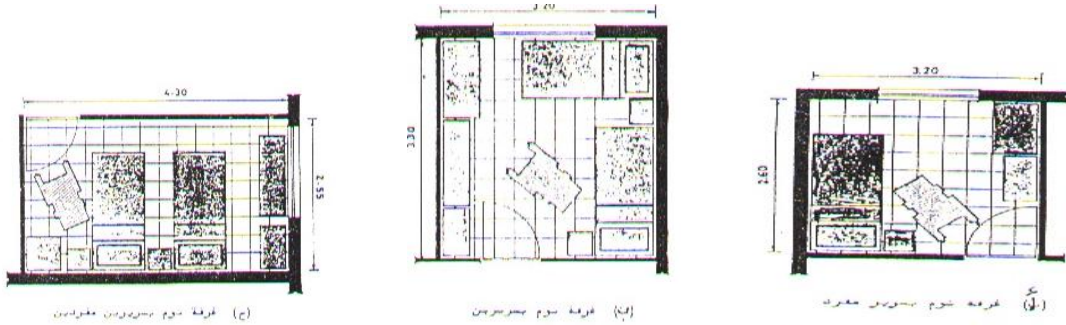 3.20
3.30
4.30
2.55
3.20
2.60
(أ) غرفة نوم بسرير مفرد
(ب) غرفة نوم بسريرين
(ج) غرفة نوم بسريرين مفردين